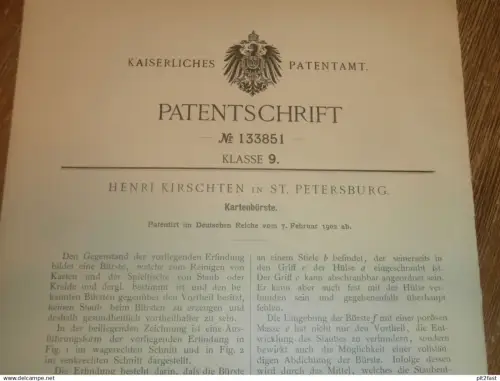 KAISERLICHES PATENTAMT.
PATENTSCHRIFT
№ 133851
KLASSE 9.
HENRI KIRSCHTEN IN ST. PETERSBURG.
Kartenbürste.
Patentirt im Deutschen Reiche vom 7. Februar 1902 ab.
Den Gegenstand der vorliegenden Erfindung
bildet eine Bürste, welche zum Reinigen von
Karten und die Spielische von Staub oder
Kreide und dergl. bestimmt ist und den be-
kannten Bürsten gegenüber den Vortheil besitzt,
keinen Staub beim Bürsten zu erzeugen und
deshalb gesundheitlich vortheilhafter zu sein.
In der beiliegenden Zeichnung ist eine Aus-
führungsform der vorliegenden Erfindung in
Fig. 1 im wagerechten Schnitt und in Fig. 2
im senkrechten Schnitt dargestellt.
Die Erfindung besteht darin, daß die Bürste
an einem Stiele b befindet, der seinerseits in
den Griff c der Hülse a eingeschraubt ist.
Der Griff c kann abschraubbar angeordnet sein.
Er kann aber auch fest mit der Hülse ver-
bunden sein und gegebenenfalls überhaupt
fehlen.
Die Umgebung der Bürste f mit einer porösen
Masse e hat nicht nur den Vortheil, die Ent-
wicklung des Staubes zu verhindern, sondern
bewirkt auch die Möglichkeit einer vollstän-
digen Abdichtung der Bürste. Infolge dessen
wird durch das Mittel, welches die Stauben-
pit2fast